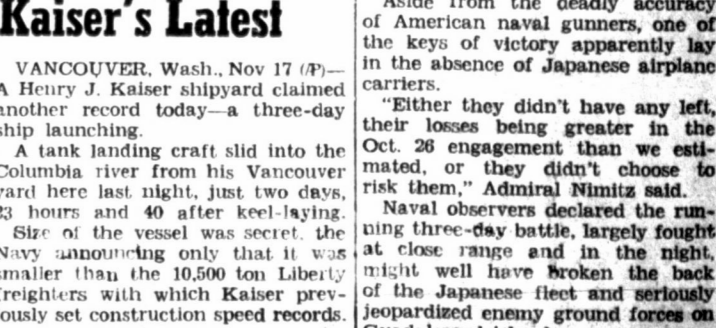 Kaiser's Latest
VANCOUVER, Wash., Nov 17 (AP)—
A Henry J. Kaiser shipyard claimed
another record today—a three-day
ship launching.
A tank landing craft slid into the
Columbia river from his Vancouver
yard here last night, just two days,
23 hours and 40 after keel-laying.
Size of the vessel was secret, the
Navy announcing only that it was
smaller than the 10,500 ton Liberty
freighters with which Kaiser prev-
iously set construction speed records.
Aside from the deadly accuracy
of American naval gunners, one of
the keys of victory apparently lay
in the absence of Japanese airplane
carriers.
"Either they didn't have any left,
their losses being greater in the
Oct. 26 engagement than we esti-
mated, or they didn't choose to
risk them," Admiral Nimitz said.
Naval observers declared the run-
ning three-day battle, largely fought
at close range and in the night,
might well have broken the back
of the Japanese fleet and seriously
jeopardized enemy ground forces on